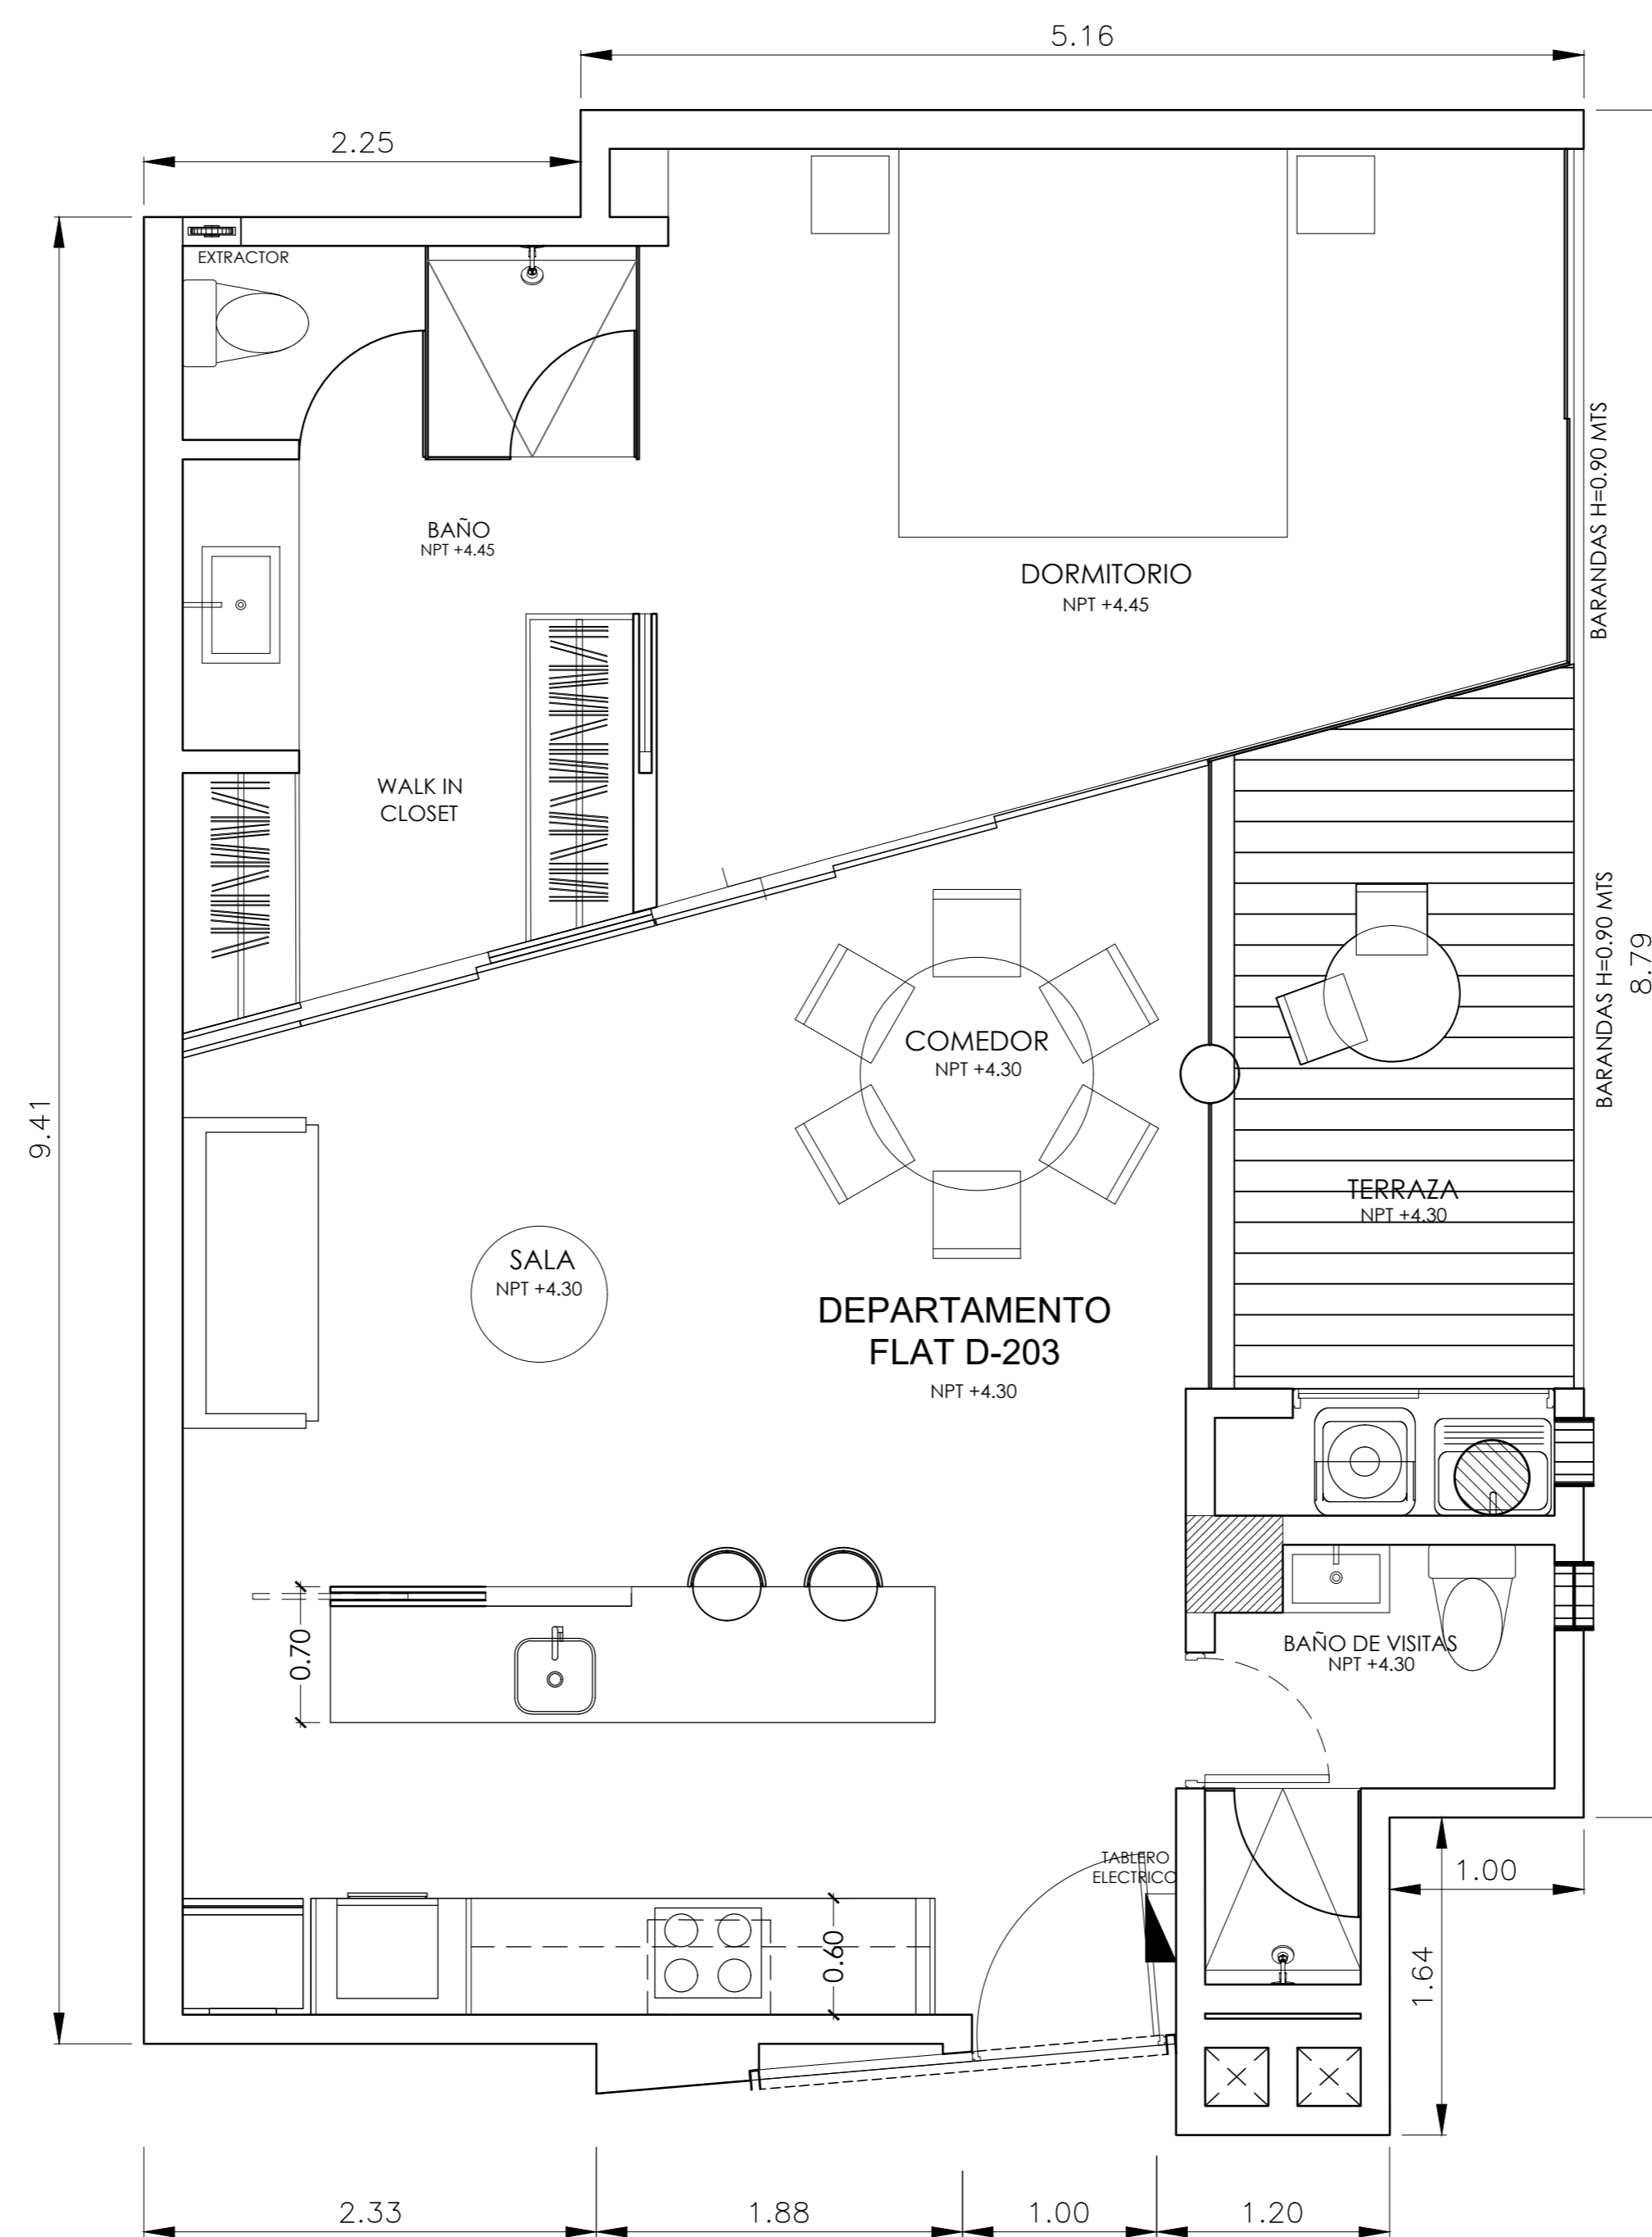 5.16
2.25
EXTRACTOR
BAÑO
NPT +4.45
DORMITORIO
NPT +4.45
BARANDAS H=0.90 MTS
WALK IN
CLOSET
BARANDAS H=0.90 MTS
8.79
COMEDOR
NPT +4.30
9.41
TERRAZA
NPT +4.30
SALA
NPT +4.30
DEPARTAMENTO
FLAT D-203
NPT +4.30
0.70
BAÑO DE VISITAS
NPT +4.30
TABLERO
ELECTRICO
1.00
0.60
1.64
2.33
1.88
1.00
1.20